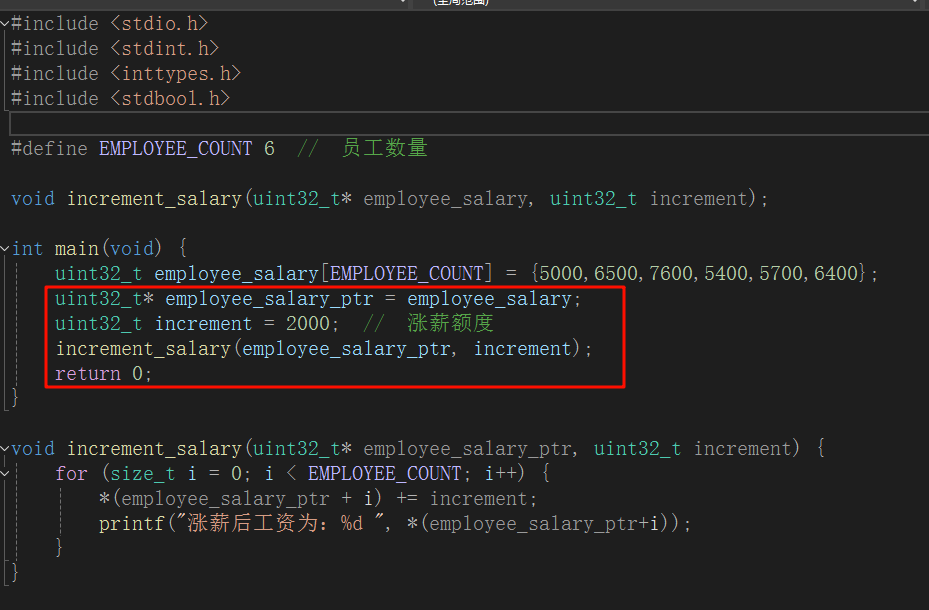 (全局范围)
#include <stdio.h>
#include <stdint.h>
#include <inttypes.h>
#include <stdbool.h>
#define EMPLOYEE_COUNT 6  //  员工数量
void increment_salary(uint32_t* employee_salary, uint32_t increment);
int main(void) {
    uint32_t employee_salary[EMPLOYEE_COUNT] = {5000,6500,7600,5400,5700,6400};
    uint32_t* employee_salary_ptr = employee_salary;
    uint32_t increment = 2000;  //  涨薪额度
    increment_salary(employee_salary_ptr, increment);
    return 0;
}
void increment_salary(uint32_t* employee_salary_ptr, uint32_t increment) {
    for (size_t i = 0; i < EMPLOYEE_COUNT; i++) {
        *(employee_salary_ptr + i) += increment;
        printf("涨薪后工资为：%d ", *(employee_salary_ptr+i));
    }
}